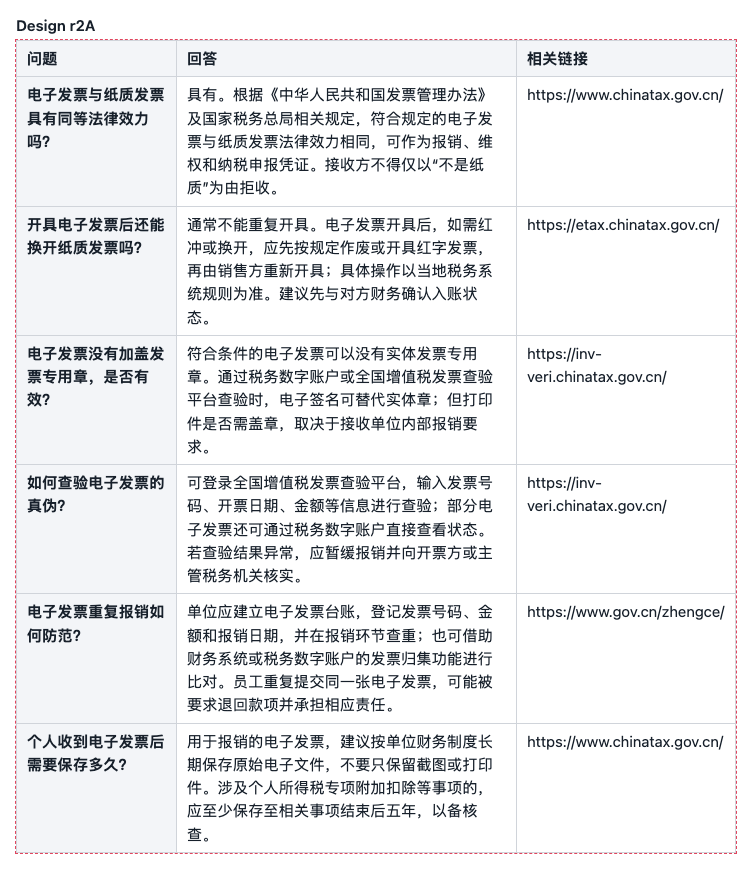 Design r2A
问题
回答
相关链接
电子发票与纸质发票
具有同等法律效力
吗？
具有。根据《中华人民共和国发票管理办法》
及国家税务总局相关规定，符合规定的电子发
票与纸质发票法律效力相同，可作为报销、维
权和纳税申报凭证。接收方不得仅以“不是纸
质”为由拒收。
https://www.chinatax.gov.cn/
开具电子发票后还能
换开纸质发票吗？
通常不能重复开具。电子发票开具后，如需红
冲或换开，应先按规定作废或开具红字发票，
再由销售方重新开具；具体操作以当地税务系
统规则为准。建议先与对方财务确认入账状
态。
https://etax.chinatax.gov.cn/
电子发票没有加盖发
票专用章，是否有
效？
符合条件的电子发票可以没有实体发票专用
章。通过税务数字账户或全国增值税发票查验
平台查验时，电子签名可替代实体章；但打印
件是否需盖章，取决于接收单位内部报销要
求。
https://inv-
veri.chinatax.gov.cn/
如何查验电子发票的
真伪？
可登录全国增值税发票查验平台，输入发票号
码、开票日期、金额等信息进行查验；部分电
子发票还可通过税务数字账户直接查看状态。
若查验结果异常，应暂缓报销并向开票方或主
管税务机关核实。
https://inv-
veri.chinatax.gov.cn/
电子发票重复报销如
何防范？
单位应建立电子发票台账，登记发票号码、金
额和报销日期，并在报销环节查重；也可借助
财务系统或税务数字账户的发票归集功能进行
比对。员工重复提交同一张电子发票，可能被
要求退回款项并承担相应责任。
https://www.gov.cn/zhengce/
个人收到电子发票后
需要保存多久？
用于报销的电子发票，建议按单位财务制度长
期保存原始电子文件，不要只保留截图或打印
件。涉及个人所得税专项附加扣除等事项的，
应至少保存至相关事项结束后五年，以备核
查。
https://www.chinatax.gov.cn/